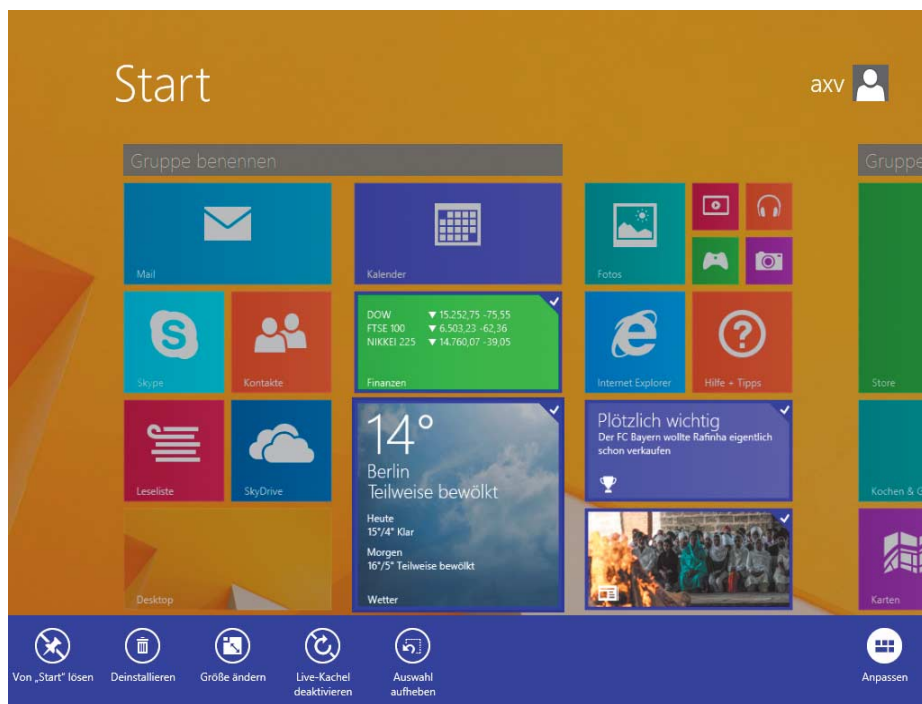 Start
axv
Gruppe benennen
Gruppe
Mail
Kalender
Fotos
DOW ▼ 15.252,75 -75,55
FTSE 100 ▼ 6.503,23 -62,36
NIKKEI 225 ▼ 14.760,07 -39,05
Skype
Kontakte
Finanzen
Internet Explorer
Hilfe + Tipps
Store
14°
Berlin
Teilweise bewölkt
Heute
15°/4° Klar
Morgen
16°/5° Teilweise bewölkt
Wetter
Plötzlich wichtig
Der FC Bayern wollte Rafinha eigentlich
schon verkaufen
Leseliste
SkyDrive
Kochen & G
Desktop
Karten
Von „Start" lösen
Deinstallieren
Größe ändern
Live-Kachel
deaktivieren
Auswahl
aufheben
Anpassen